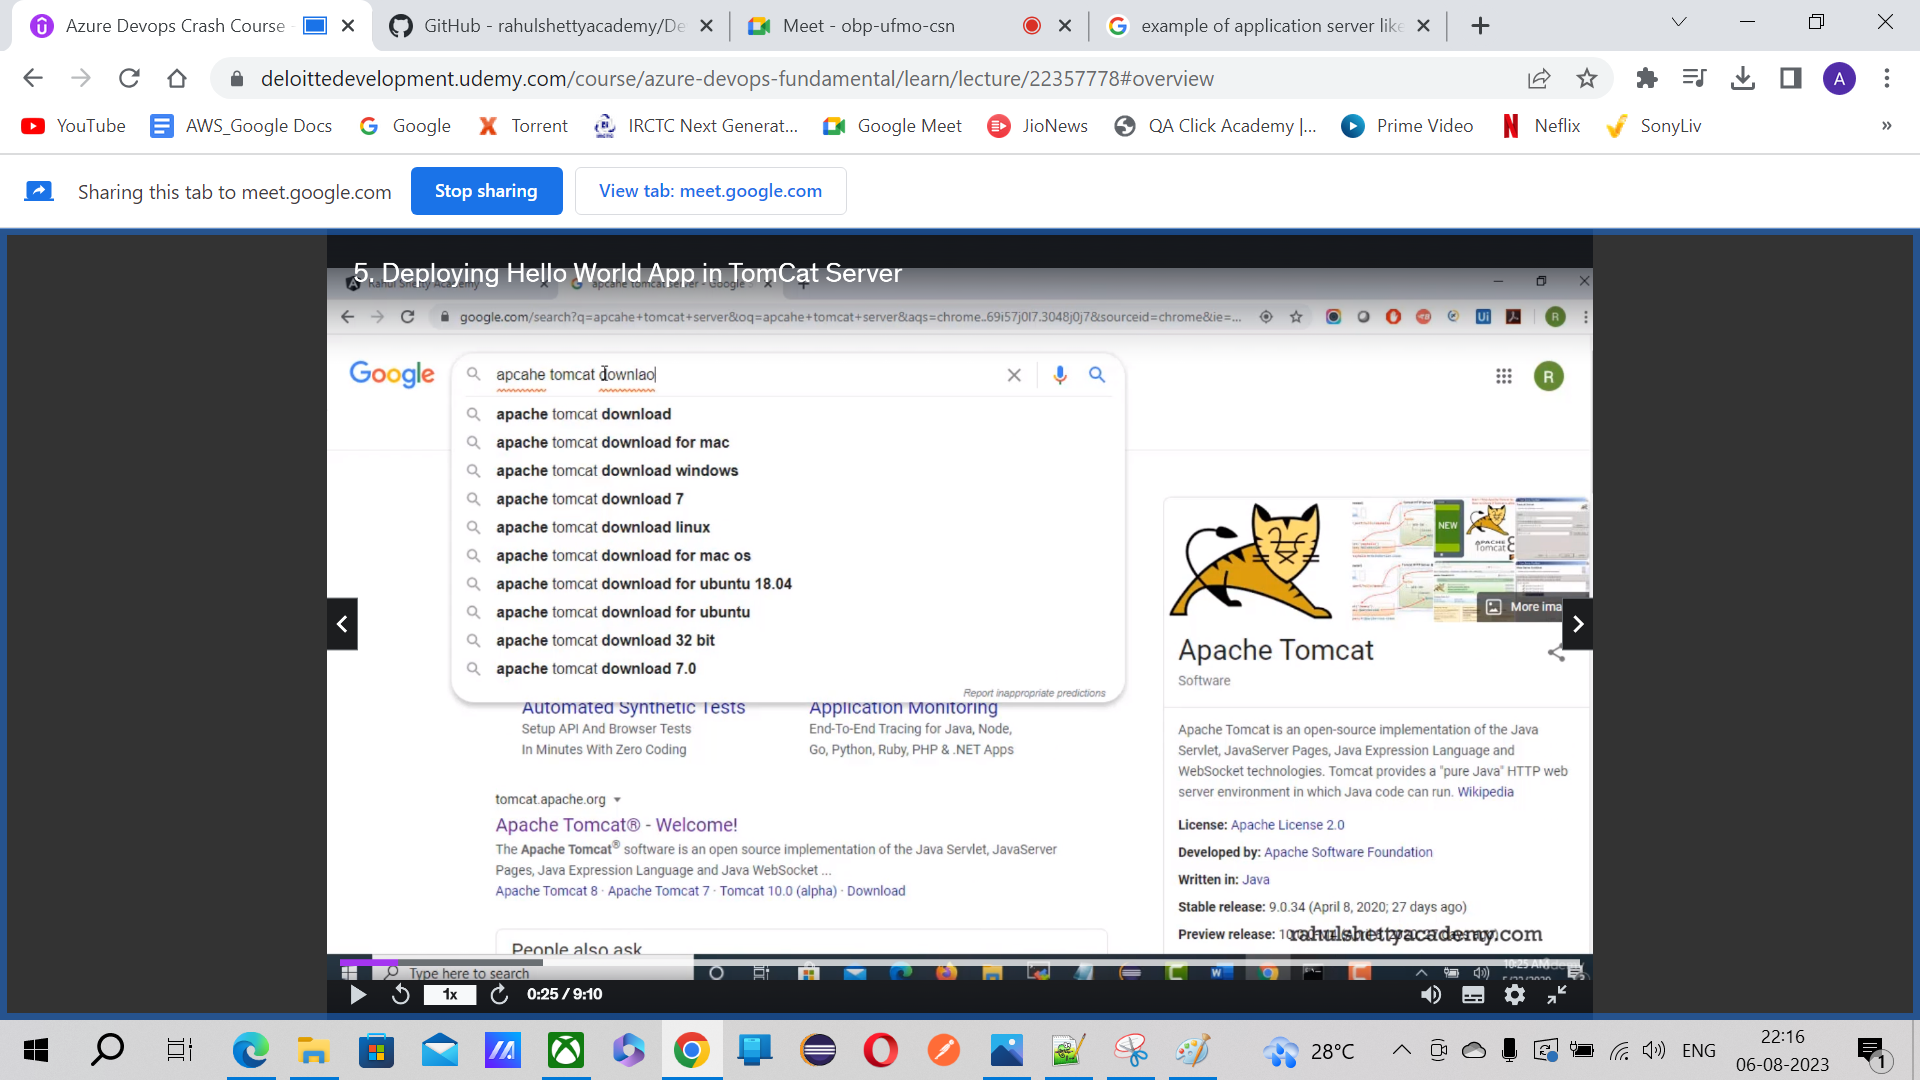 Azure Devops Crash Course
GitHub - rahulshettyacademy/De
Meet - obp-ufmo-csn
example of application server like
deloittedevelopment.udemy.com/course/azure-devops-fundamental/learn/lecture/22357778#overview
A
YouTube
AWS_Google Docs
Google
Torrent
IRCTC Next Generat...
Google Meet
JioNews
QA Click Academy |...
Prime Video
Neflix
SonyLiv
»
Sharing this tab to meet.google.com
Stop sharing
View tab: meet.google.com
5. Deploying Hello World App in TomCat Server
Rahul Shetty Academy
apcahe tomcat server - Google
google.com/search?q=apcahe+tomcat+server&oq=apcahe+tomcat+server&aqs=chrome..69i57j0l7.3048j0j7&sourceid=chrome&ie=...
R
Google
apcahe tomcat downlao
R
apache tomcat download
apache tomcat download for mac
apache tomcat download windows
apache tomcat download 7
apache tomcat download linux
apache tomcat download for mac os
apache tomcat download for ubuntu 18.04
apache tomcat download for ubuntu
apache tomcat download 32 bit
apache tomcat download 7.0
Report inappropriate predictions
NEW
More ima
Apache Tomcat
Software
Automated Synthetic Tests
Setup API And Browser Tests
In Minutes With Zero Coding
Application Monitoring
End-To-End Tracing for Java, Node,
Go, Python, Ruby, PHP & .NET Apps
Apache Tomcat is an open-source implementation of the Java
Servlet, JavaServer Pages, Java Expression Language and
WebSocket technologies. Tomcat provides a "pure Java" HTTP web
server environment in which Java code can run. Wikipedia
tomcat.apache.org
Apache Tomcat® - Welcome!
The Apache Tomcat® software is an open source implementation of the Java Servlet, JavaServer
Pages, Java Expression Language and Java WebSocket ...
Apache Tomcat 8 · Apache Tomcat 7 · Tomcat 10.0 (alpha) · Download
License: Apache License 2.0
Developed by: Apache Software Foundation
Written in: Java
Stable release: 9.0.34 (April 8, 2020; 27 days ago)
Preview release:
rahulshettyacademy.com
People also ask
Type here to search
1x
0:25 / 9:10
28°C
ENG
22:16
06-08-2023
1